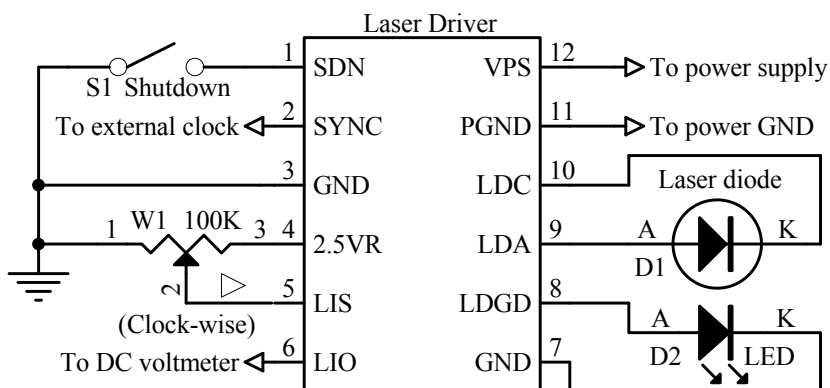 Laser Driver
1 SDN VPS 12 To power supply
S1 Shutdown
To external clock 2 SYNC PGND 11 To power GND
3 GND LDC 10
Laser diode
1 W1 100K 3 4 2.5VR LDA 9 A K
D1
2 5 LIS LDGD 8
(Clock-wise) A K
To DC voltmeter 6 LIO GND 7 D2 LED